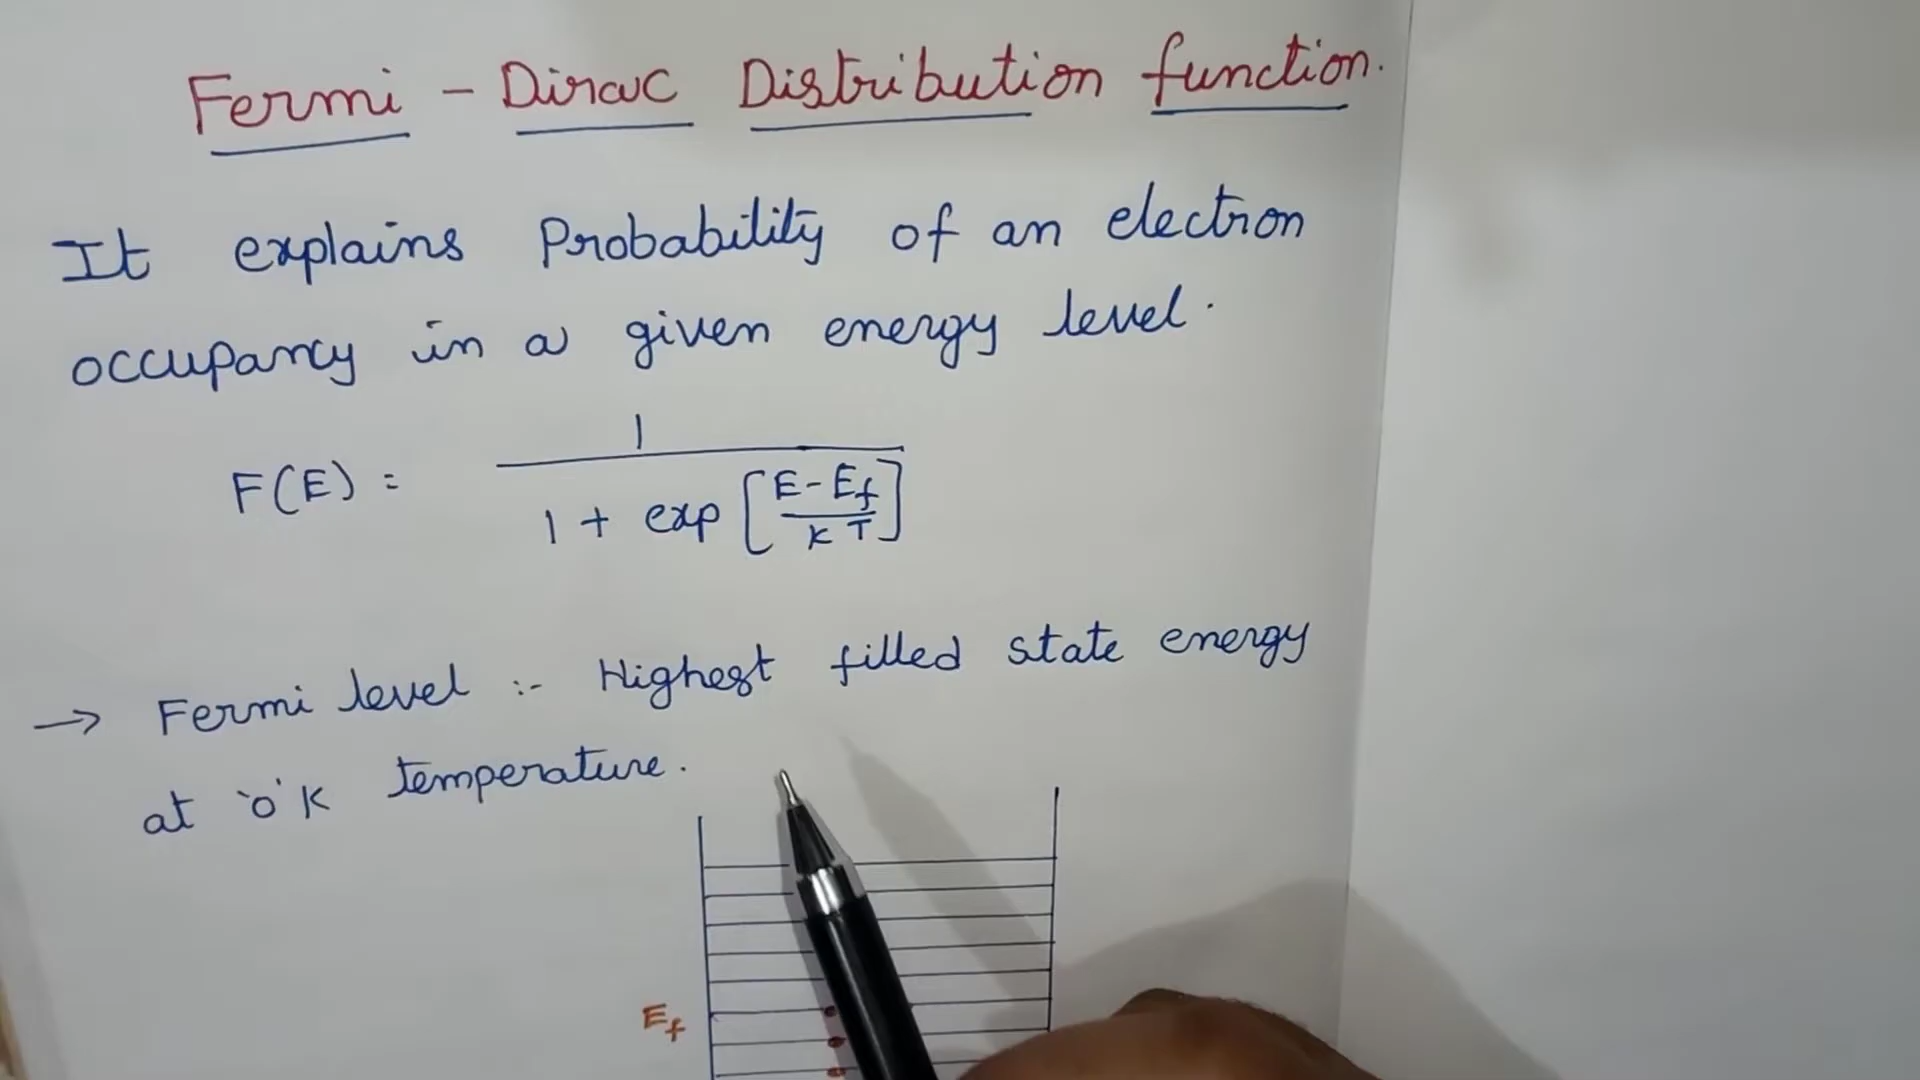 Fermi - Dirac Distribution function.
It explains Probability of an electron
occupancy in a given energy level.
F(E) = 1 / 1 + exp [E - Ef / KT]
→ Fermi level :- Highest filled state energy
at 'o' K temperature.
Ef